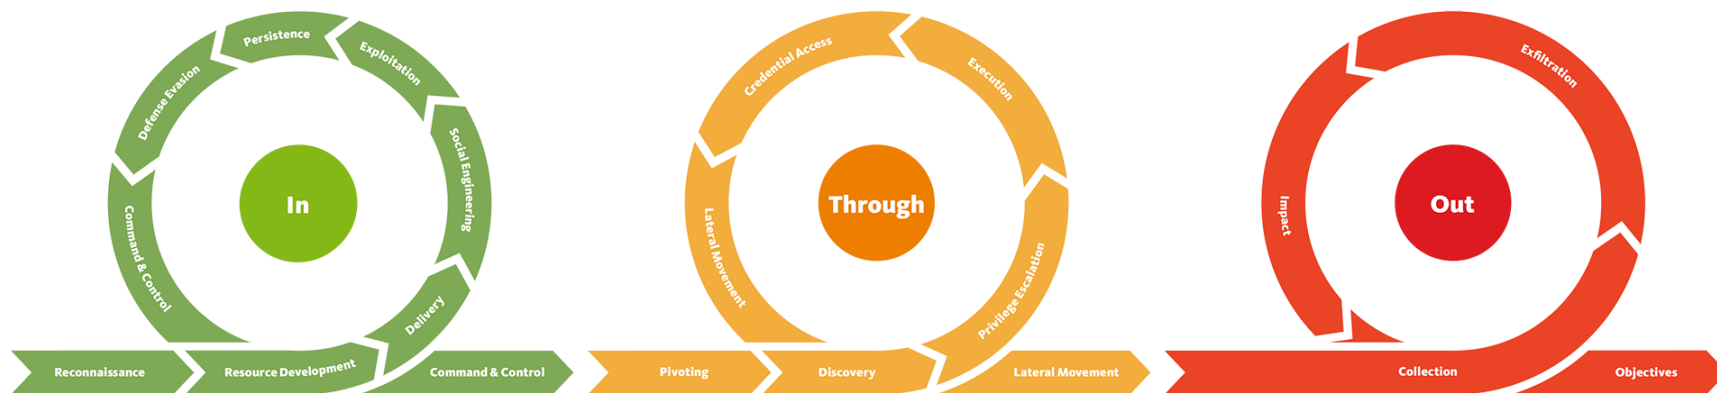 Reconnaissance
Resource Development
Delivery
Social Engineering
Exploitation
Persistence
Defense Evasion
Command & Control
Command & Control
In
Pivoting
Discovery
Privilege Escalation
Execution
Credential Access
Lateral Movement
Lateral Movement
Through
Collection
Exfiltration
Impact
Objectives
Out